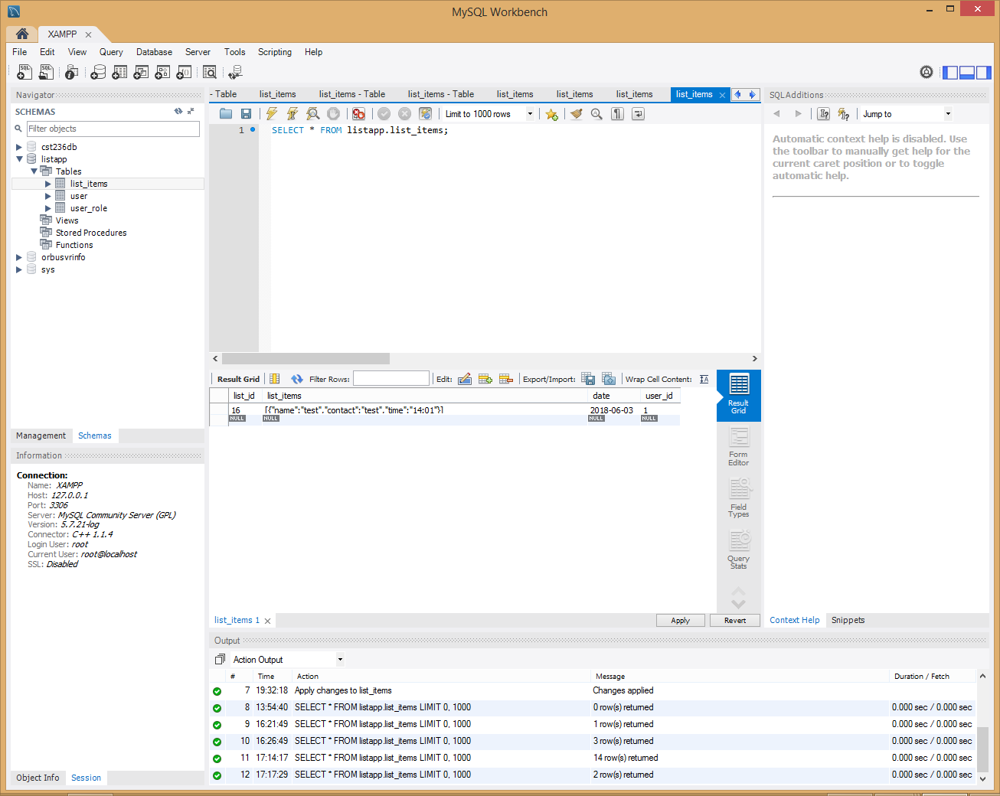 MySQL Workbench
XAMPP
File Edit View Query Database Server Tools Scripting Help
Navigator
SCHEMAS
Filter objects
cst236db
listapp
Tables
list_items
user
user_role
Views
Stored Procedures
Functions
orbusvrinfo
sys
Management Schemas
Information
Connection:
Name: XAMPP
Host: 127.0.0.1
Port: 3306
Server: MySQL Community Server (GPL)
Version: 5.7.21-log
Connector: C++ 1.1.4
Login User: root
Current User: root@localhost
SSL: Disabled
Object Info Session
- Table list_items list_items - Table list_items - Table list_items list_items list_items list_items
Limit to 1000 rows
1 SELECT * FROM listapp.list_items;
Result Grid Filter Rows: Edit: Export/Import: Wrap Cell Content:
list_id list_items date user_id
16 [{"name":"test","contact":"test","time":"14:01"}] 2018-06-03 1
NULL NULL NULL NULL
Result
Grid
Form
Editor
Field
Types
Query
Stats
list_items 1 Apply Revert
SQLAdditions
Jump to
Automatic context help is disabled. Use
the toolbar to manually get help for the
current caret position or to toggle
automatic help.
Context Help Snippets
Output
Action Output
# Time Action Message Duration / Fetch
7 19:32:18 Apply changes to list_items Changes applied
8 13:54:40 SELECT * FROM listapp.list_items LIMIT 0, 1000 0 row(s) returned 0.000 sec / 0.000 sec
9 16:21:49 SELECT * FROM listapp.list_items LIMIT 0, 1000 1 row(s) returned 0.000 sec / 0.000 sec
10 16:26:49 SELECT * FROM listapp.list_items LIMIT 0, 1000 3 row(s) returned 0.000 sec / 0.000 sec
11 17:14:17 SELECT * FROM listapp.list_items LIMIT 0, 1000 14 row(s) returned 0.000 sec / 0.000 sec
12 17:17:29 SELECT * FROM listapp.list_items LIMIT 0, 1000 2 row(s) returned 0.000 sec / 0.000 sec